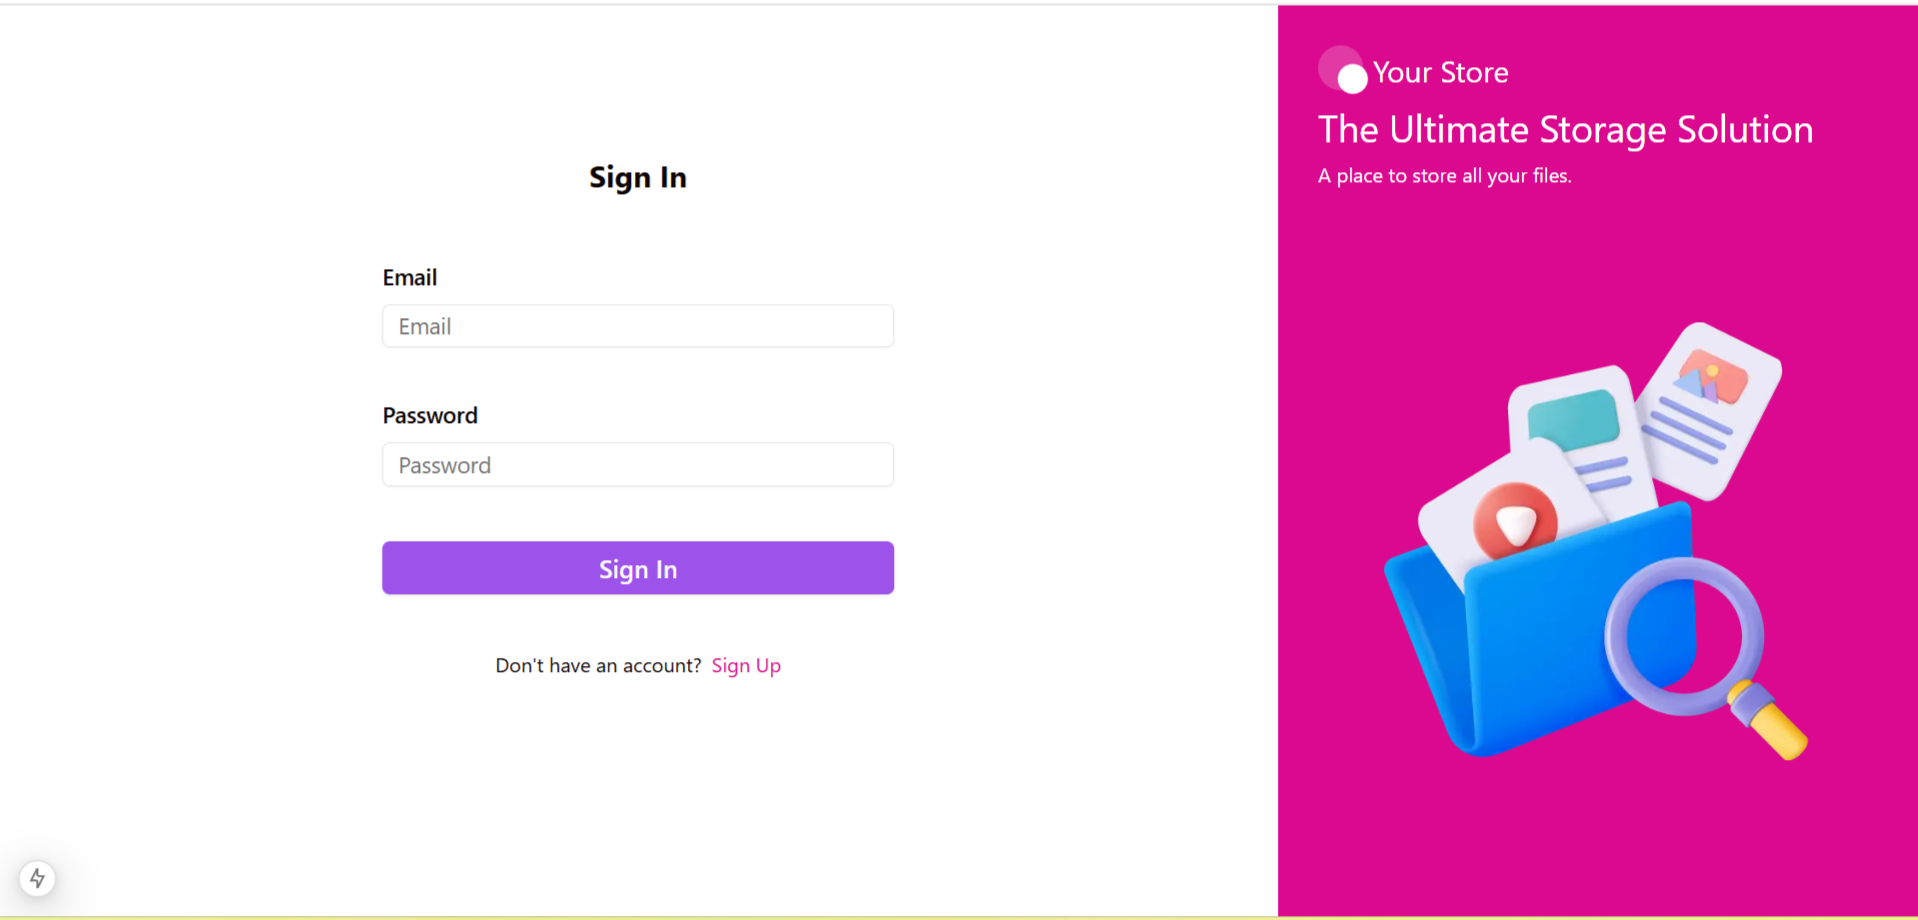 Sign In
Email
Email
Password
Password
Sign In
Don't have an account? Sign Up
Your Store
The Ultimate Storage Solution
A place to store all your files.